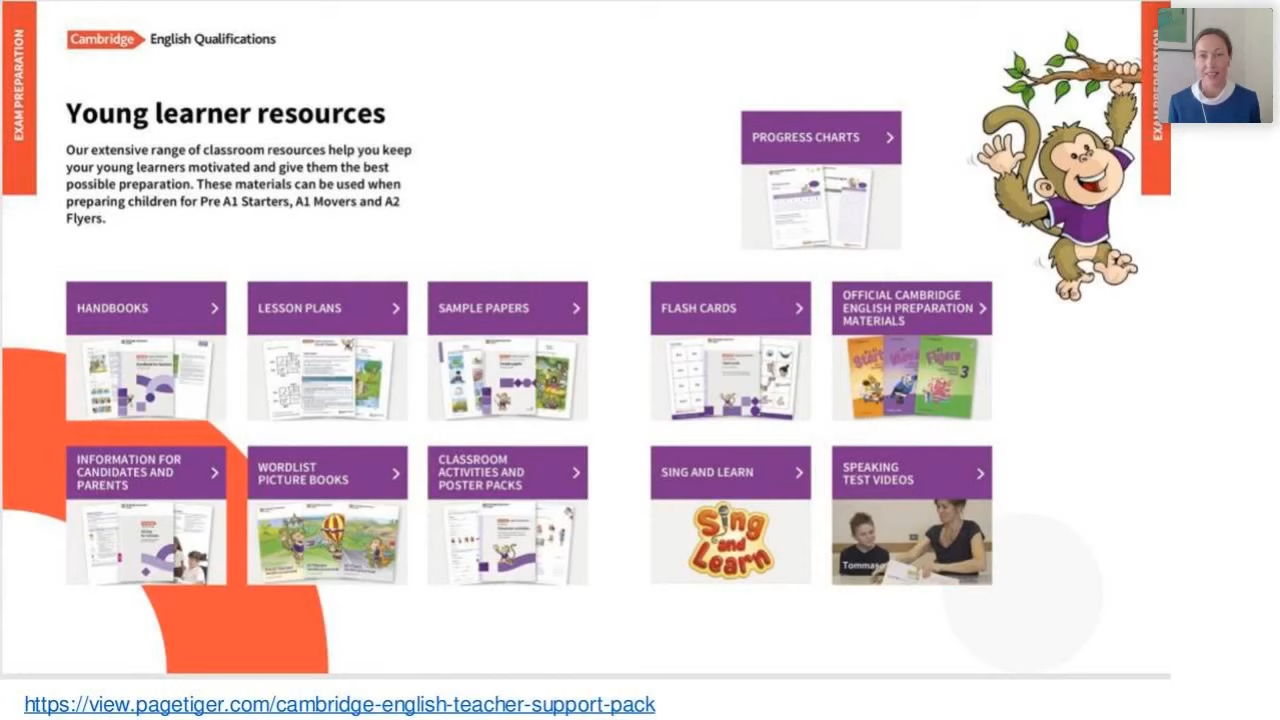 EXAM PREPARATION
Cambridge English Qualifications
EXAM PREPARATION
Young learner resources
Our extensive range of classroom resources help you keep
your young learners motivated and give them the best
possible preparation. These materials can be used when
preparing children for Pre A1 Starters, A1 Movers and A2
Flyers.
PROGRESS CHARTS
HANDBOOKS
LESSON PLANS
SAMPLE PAPERS
FLASH CARDS
OFFICIAL CAMBRIDGE
ENGLISH PREPARATION
MATERIALS
Flyers
3
INFORMATION FOR
CANDIDATES AND
PARENTS
WORDLIST
PICTURE BOOKS
CLASSROOM
ACTIVITIES AND
POSTER PACKS
SING AND LEARN
Sing
and
Learn
SPEAKING
TEST VIDEOS
Tommaso
https://view.pagetiger.com/cambridge-english-teacher-support-pack